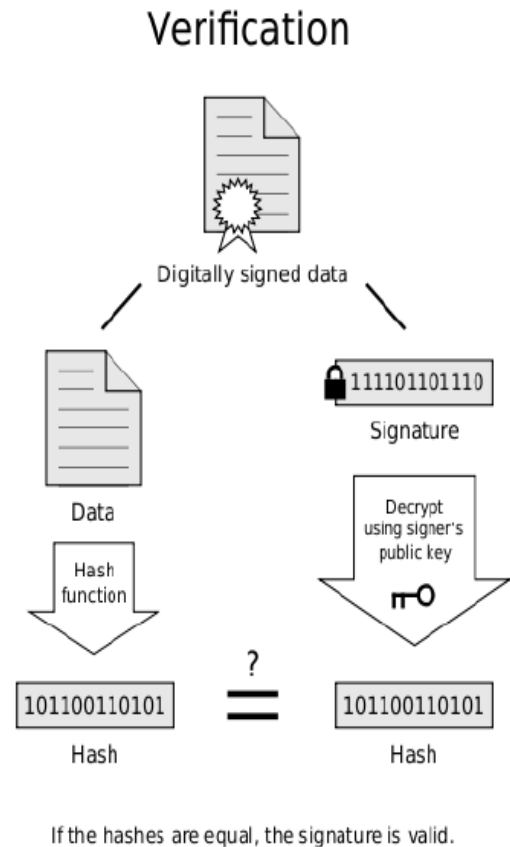 Verification
Digitally signed data
111101101110
Signature
Data
Decrypt
using signer's
public key
Hash
function
?
=
101100110101
101100110101
Hash
Hash
If the hashes are equal, the signature is valid.